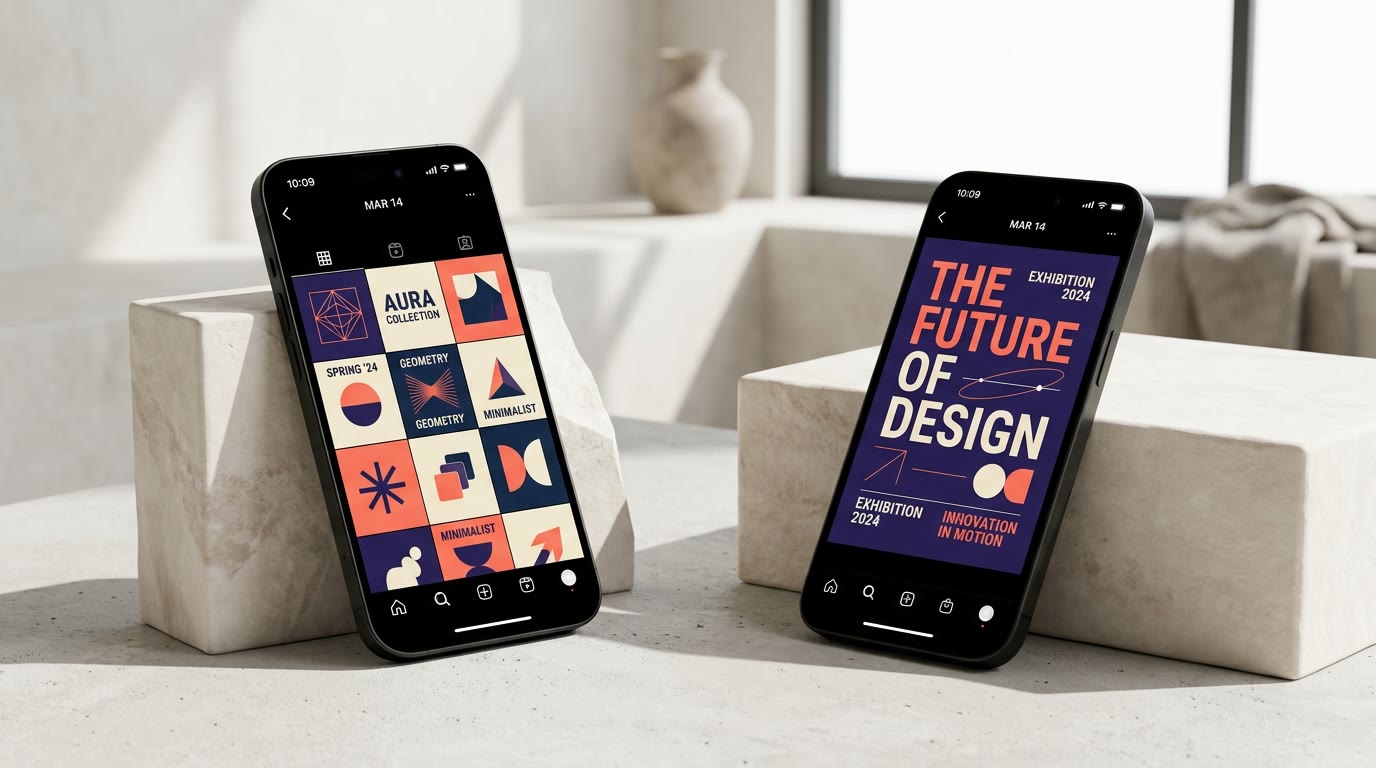 10:09
MAR 14
AURA
COLLECTION
SPRING '24
GEOMETRY
GEOMETRY
MINIMALIST
MINIMALIST
10:09
MAR 14
THE
FUTURE
OF
DESIGN
EXHIBITION
2024
EXHIBITION
2024
INNOVATION
IN MOTION